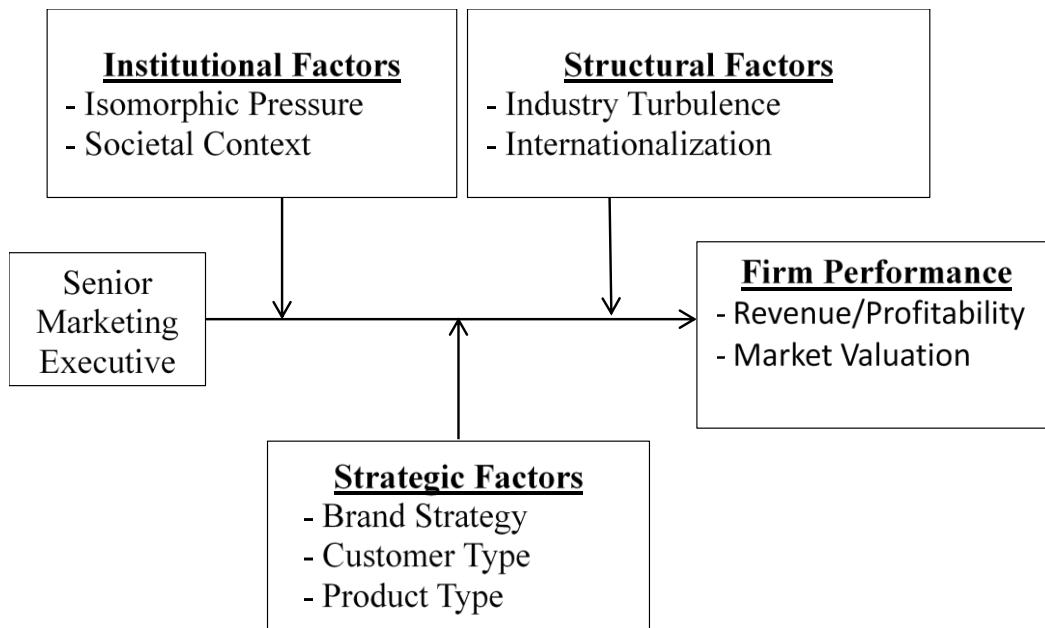 Institutional Factors
- Isomorphic Pressure
- Societal Context
Structural Factors
- Industry Turbulence
- Internationalization
Senior
Marketing
Executive
Firm Performance
- Revenue/Profitability
- Market Valuation
Strategic Factors
- Brand Strategy
- Customer Type
- Product Type